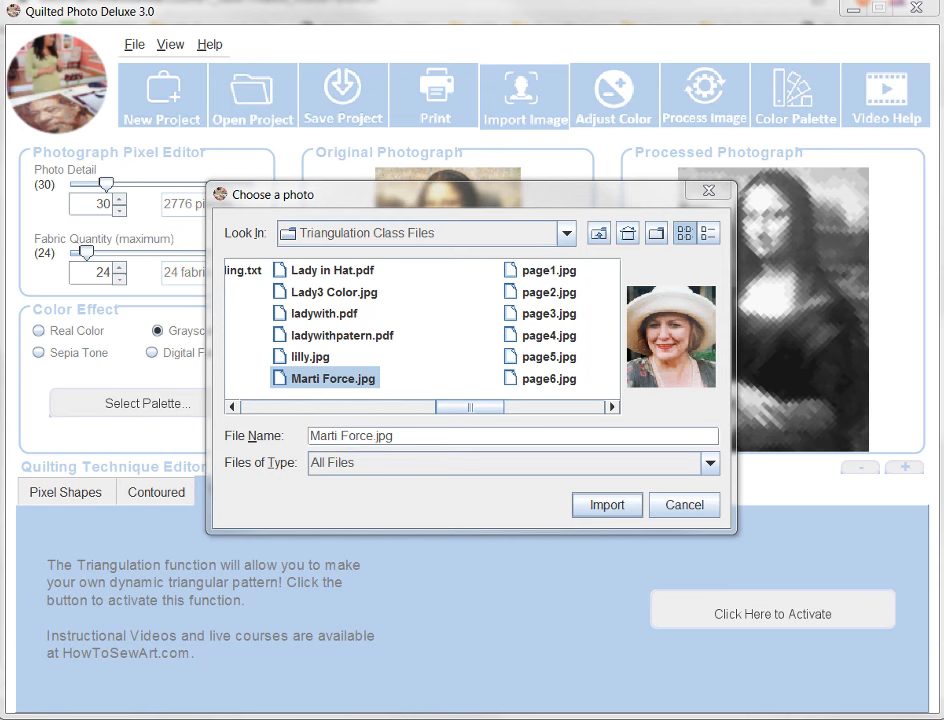 Quilted Photo Deluxe 3.0
File View Help
New Project Open Project Save Project Print Import Image Adjust Color Process Image Color Palette Video Help
Photograph Pixel Editor
Original Photograph
Processed Photograph
Photo Detail
(30)
30
2776 pi
Fabric Quantity (maximum)
(24)
24
24 fabri
Color Effect
Real Color
Graysc
Sepia Tone
Digital Fi
Select Palette...
Choose a photo
Look In: Triangulation Class Files
ling.txt
Lady in Hat.pdf
Lady3 Color.jpg
ladywith.pdf
ladywithpatern.pdf
lilly.jpg
Marti Force.jpg
page1.jpg
page2.jpg
page3.jpg
page4.jpg
page5.jpg
page6.jpg
File Name: Marti Force.jpg
Files of Type: All Files
Import Cancel
Quilting Technique Editor
- +
Pixel Shapes Contoured
The Triangulation function will allow you to make
your own dynamic triangular pattern! Click the
button to activate this function.
Instructional Videos and live courses are available
at HowToSewArt.com.
Click Here to Activate